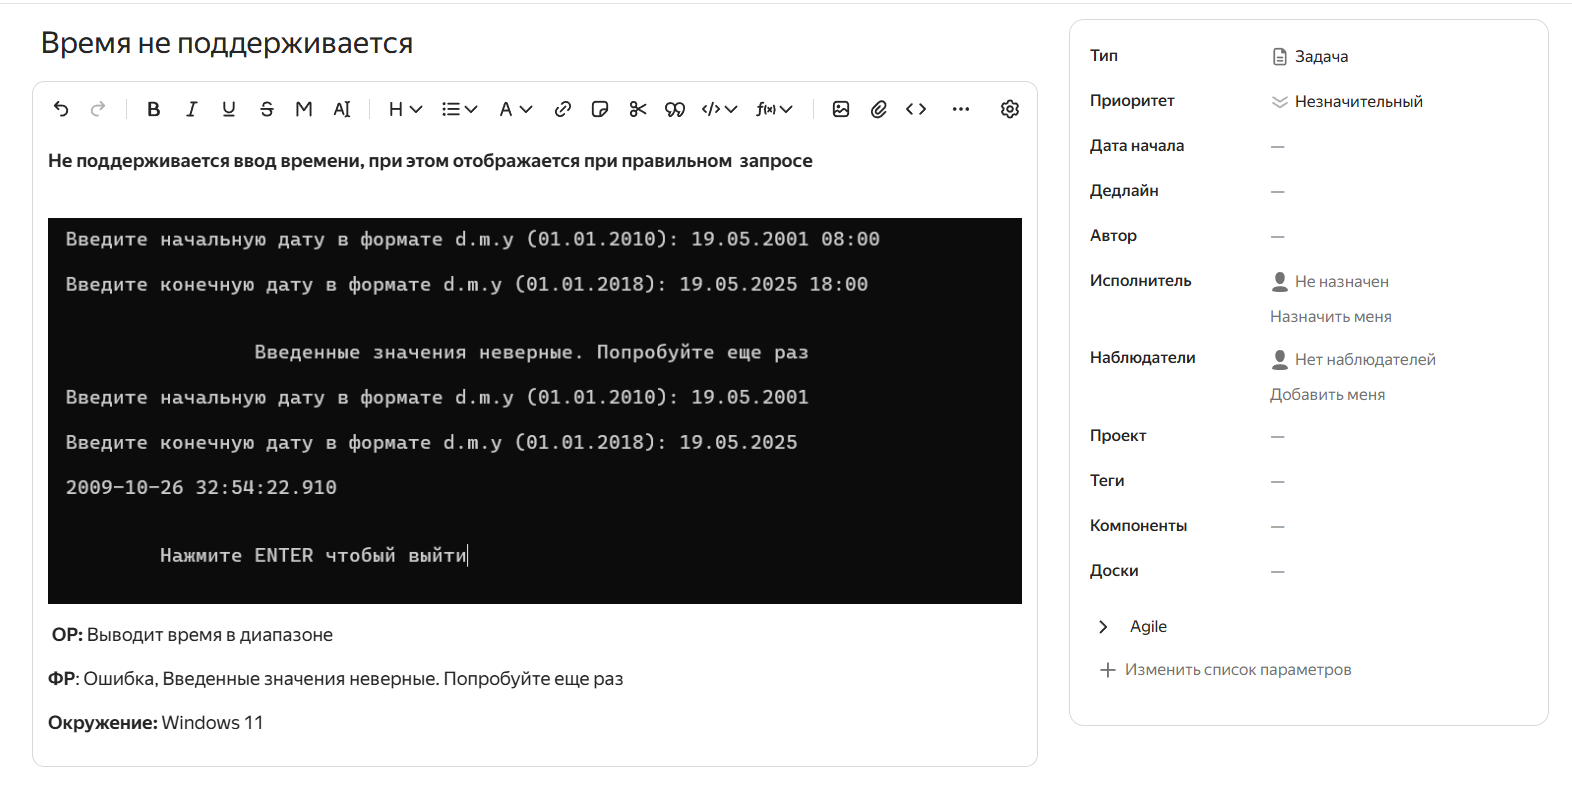 Время не поддерживается
Не поддерживается ввод времени, при этом отображается при правильном запросе
Введите начальную дату в формате d.m.y (01.01.2010): 19.05.2001 08:00
Введите конечную дату в формате d.m.y (01.01.2018): 19.05.2025 18:00
Введенные значения неверные. Попробуйте еще раз
Введите начальную дату в формате d.m.y (01.01.2010): 19.05.2001
Введите конечную дату в формате d.m.y (01.01.2018): 19.05.2025
2009-10-26 32:54:22.910
Нажмите ENTER чтобый выйти
ОР: Выводит время в диапазоне
ФР: Ошибка, Введенные значения неверные. Попробуйте еще раз
Окружение: Windows 11
Тип Задача
Приоритет Незначительный
Дата начала —
Дедлайн —
Автор —
Исполнитель Не назначен
Назначить меня
Наблюдатели Нет наблюдателей
Добавить меня
Проект —
Теги —
Компоненты —
Доски —
Agile
Изменить список параметров